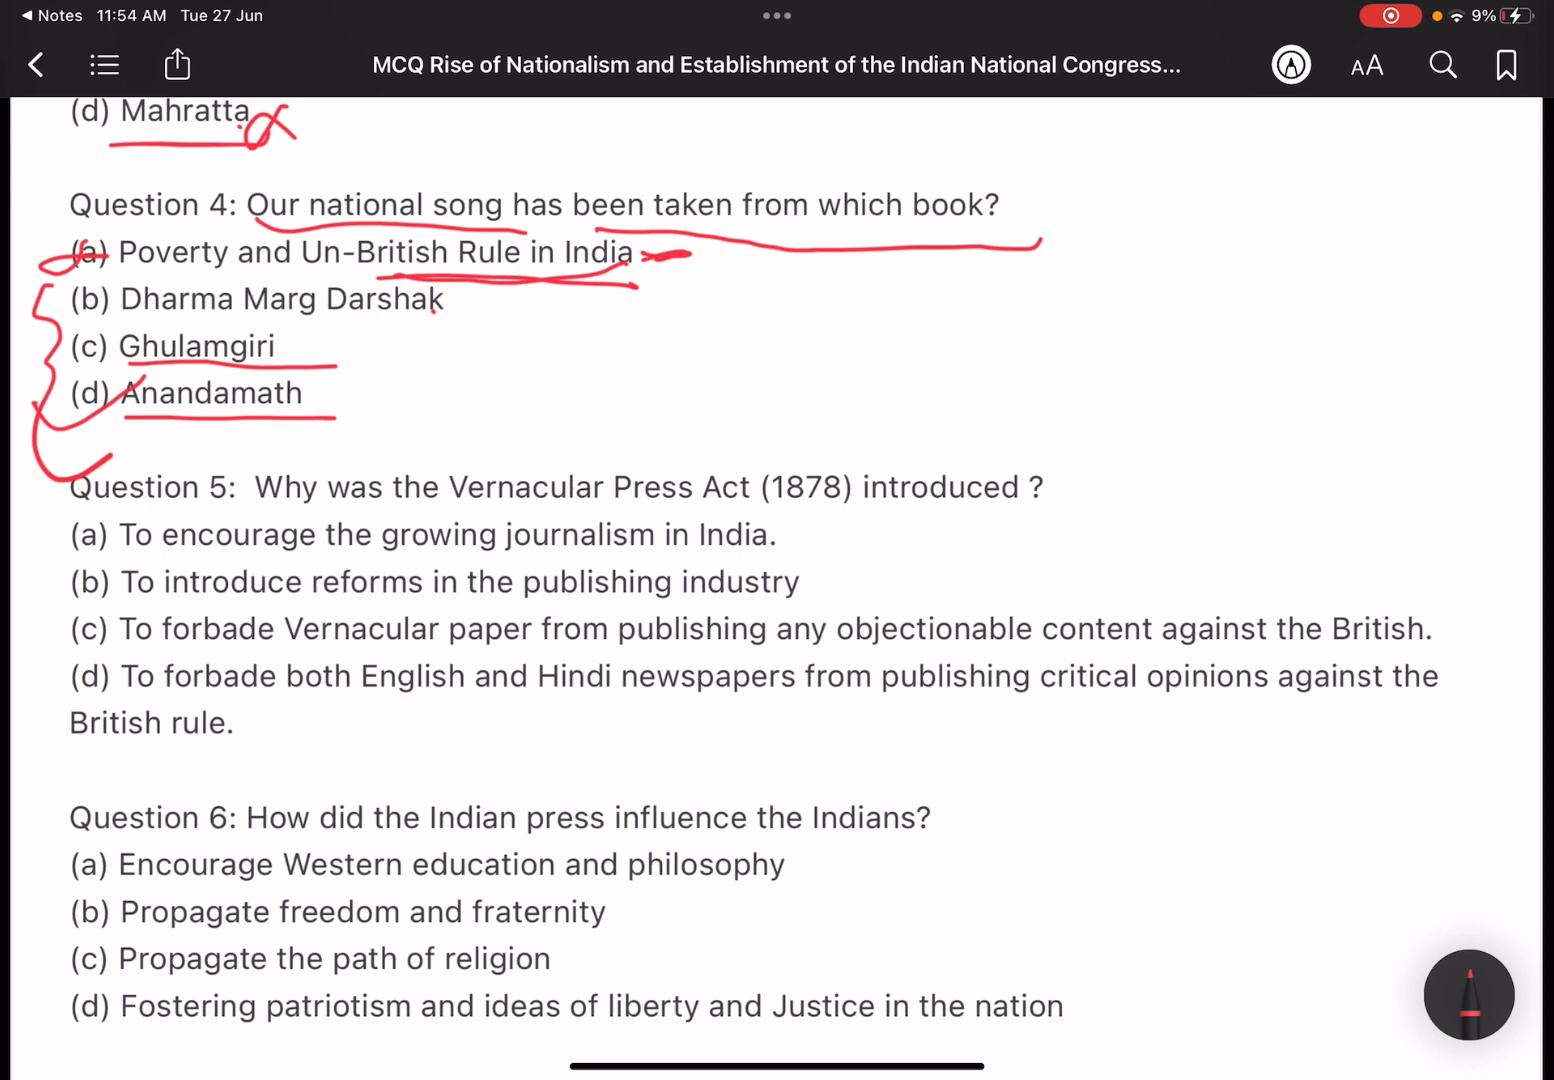 Notes 11:54 AM Tue 27 Jun
9%
MCQ Rise of Nationalism and Establishment of the Indian National Congress...
AA
(d) Mahratta
Question 4: Our national song has been taken from which book?
(a) Poverty and Un-British Rule in India
(b) Dharma Marg Darshak
(c) Ghulamgiri
(d) Anandamath
Question 5:  Why was the Vernacular Press Act (1878) introduced ?
(a) To encourage the growing journalism in India.
(b) To introduce reforms in the publishing industry
(c) To forbade Vernacular paper from publishing any objectionable content against the British.
(d) To forbade both English and Hindi newspapers from publishing critical opinions against the
British rule.
Question 6: How did the Indian press influence the Indians?
(a) Encourage Western education and philosophy
(b) Propagate freedom and fraternity
(c) Propagate the path of religion
(d) Fostering patriotism and ideas of liberty and Justice in the nation